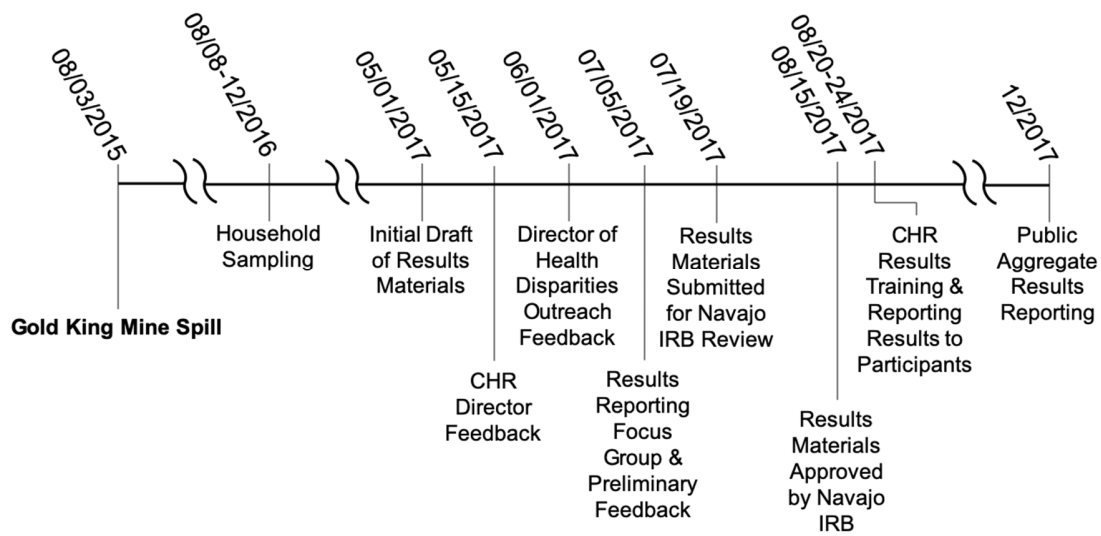 08/03/2015
08/08-12/2016
05/01/2017
05/15/2017
06/01/2017
07/05/2017
07/19/2017
08/15/2017
08/20-24/2017
12/2017
Gold King Mine Spill
Household
Sampling
Initial Draft
of Results
Materials
CHR
Director
Feedback
Director of
Health
Disparities
Outreach
Feedback
Results
Reporting
Focus
Group &
Preliminary
Feedback
Results
Materials
Submitted
for Navajo
IRB Review
Results
Materials
Approved
by Navajo
IRB
CHR
Results
Training &
Reporting
Results to
Participants
Public
Aggregate
Results
Reporting